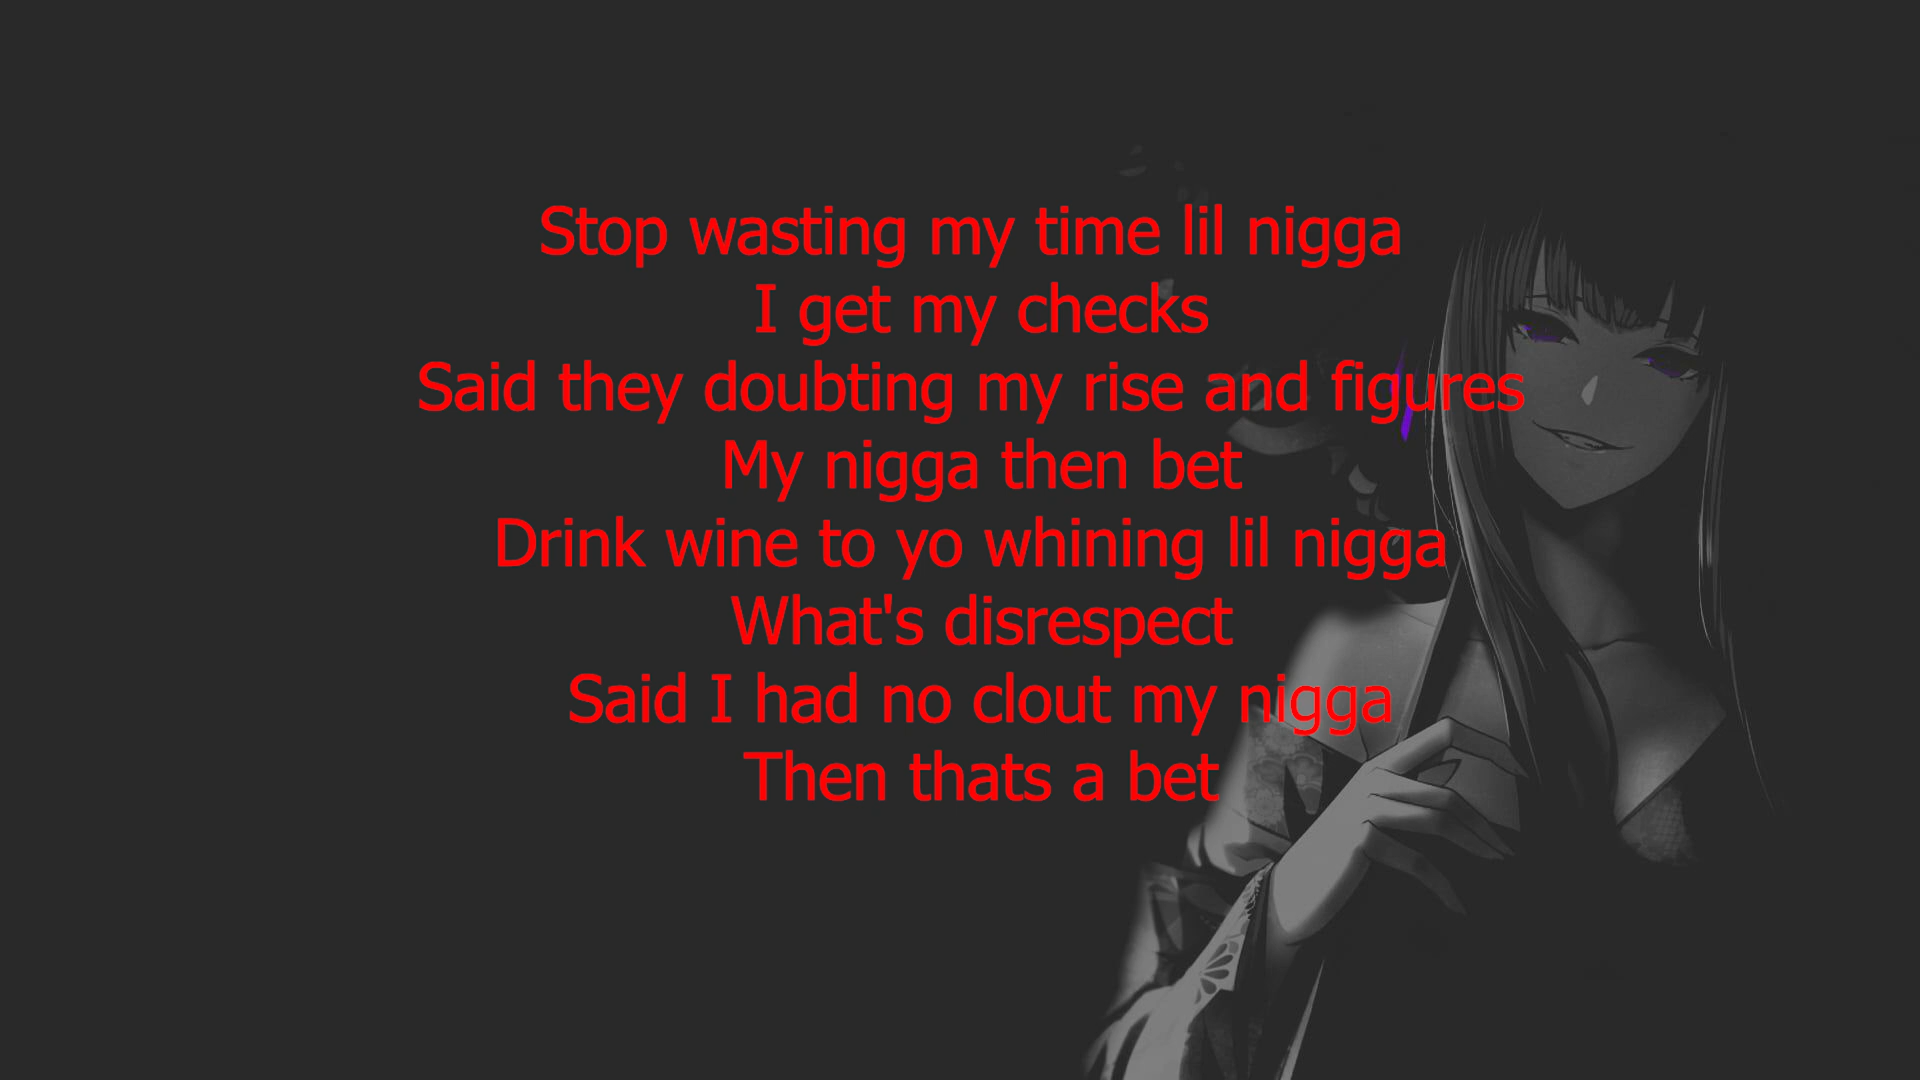 Stop wasting my time lil nigga
I get my checks
Said they doubting my rise and figures
My nigga then bet
Drink wine to yo whining lil nigga
What's disrespect
Said I had no clout my nigga
Then thats a bet